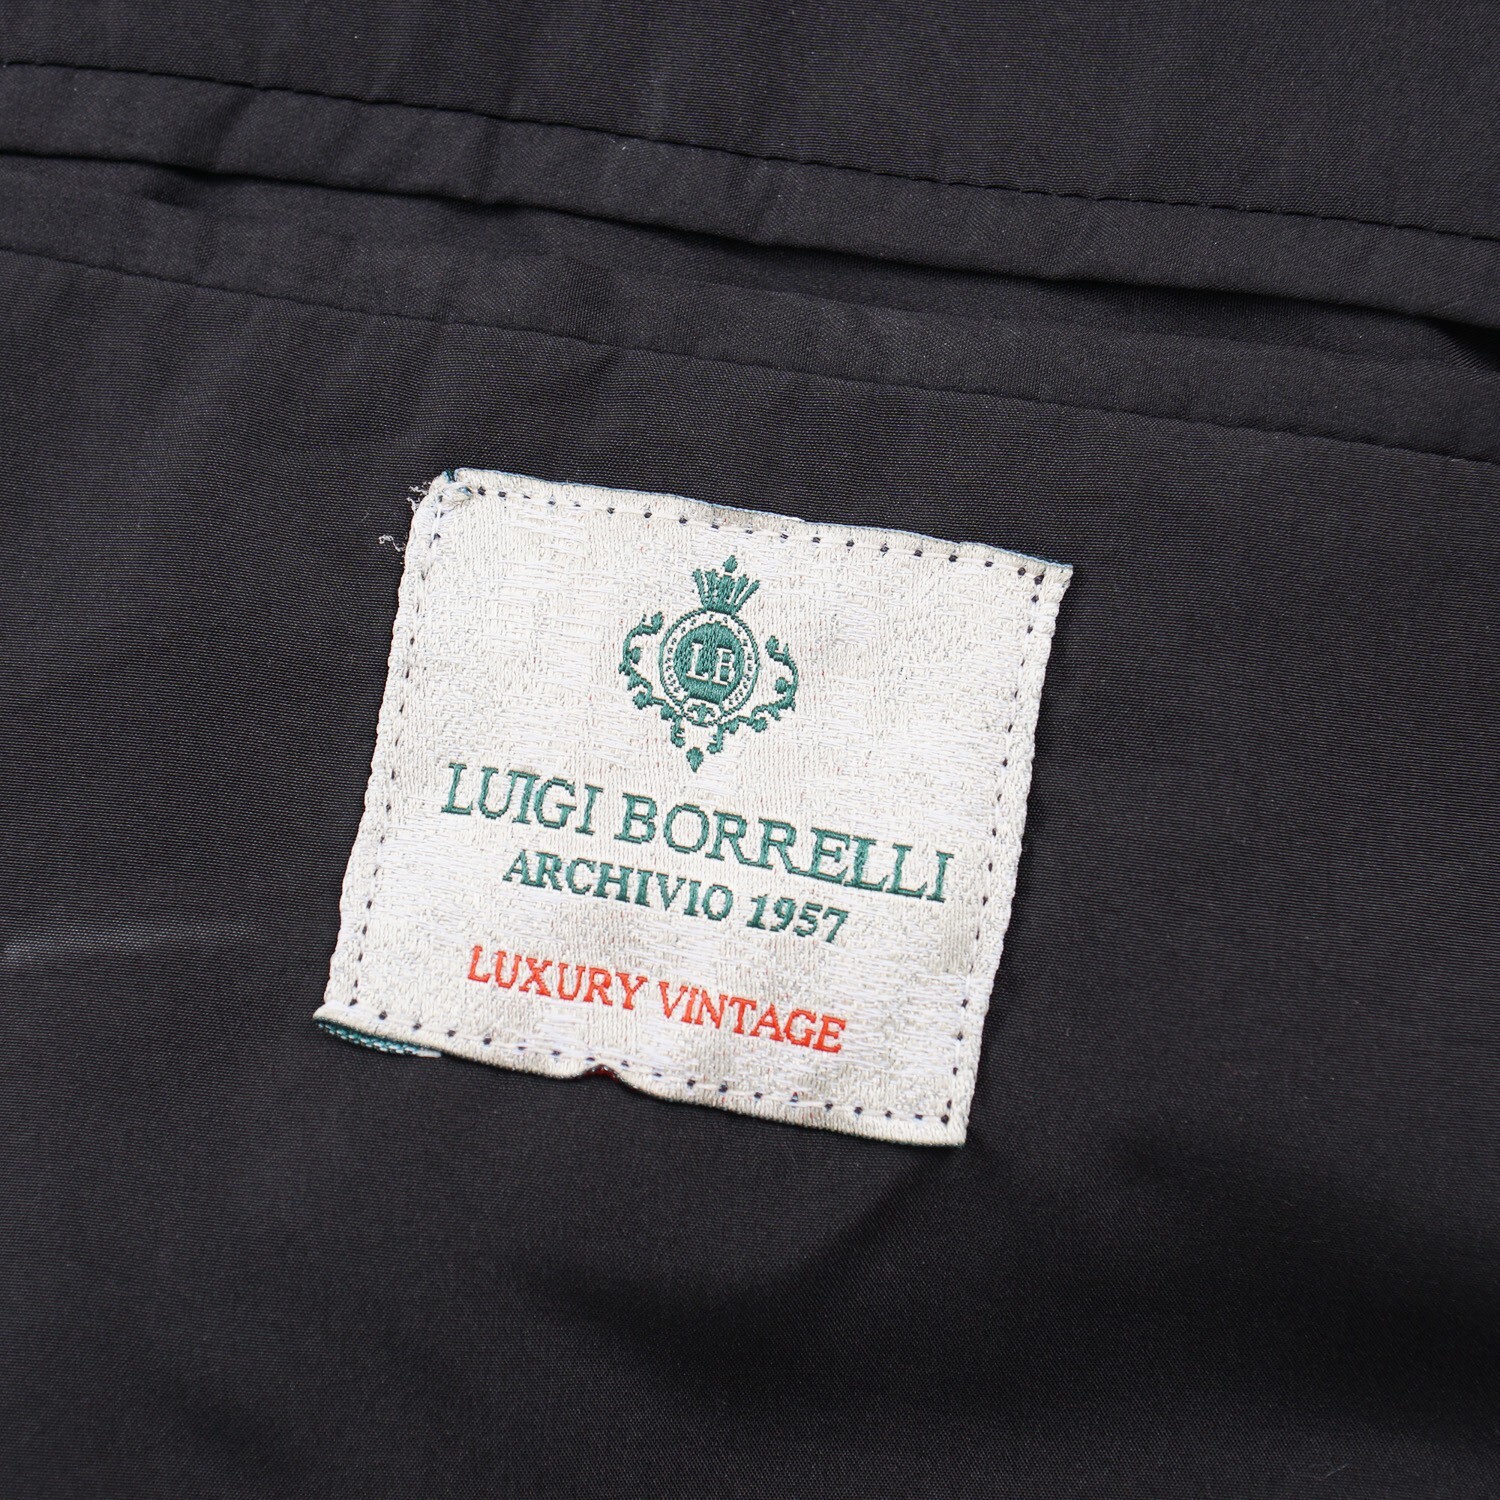 LB
LUIGI BORRELLI
ARCHIVIO 1957
LUXURY VINTAGE